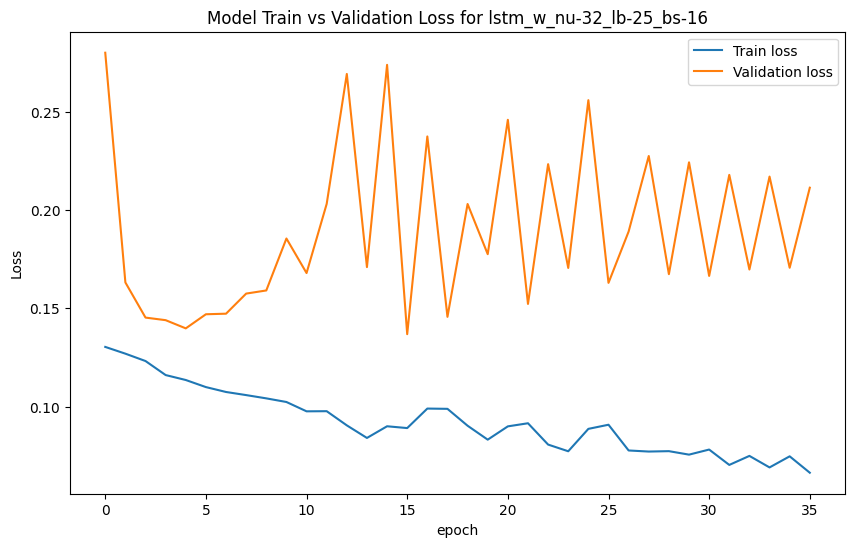 Model Train vs Validation Loss for lstm_w_nu-32_lb-25_bs-16
Train loss
Validation loss
Loss
0.25
0.20
0.15
0.10
0 5 10 15 20 25 30 35
epoch